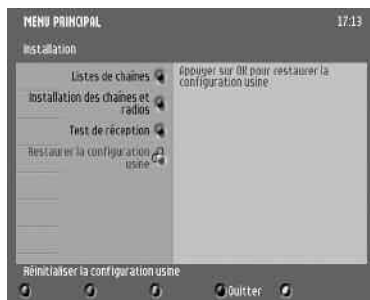 MENU PRINCIPAL 17:13
Installation
Listes de chaînes
Installation des chaînes et
radios
Test de réception
Restaurer la configuration
usine
Appuyer sur OK pour restaurer la
configuration usine
Réinitialiser la configuration usine
Quitter